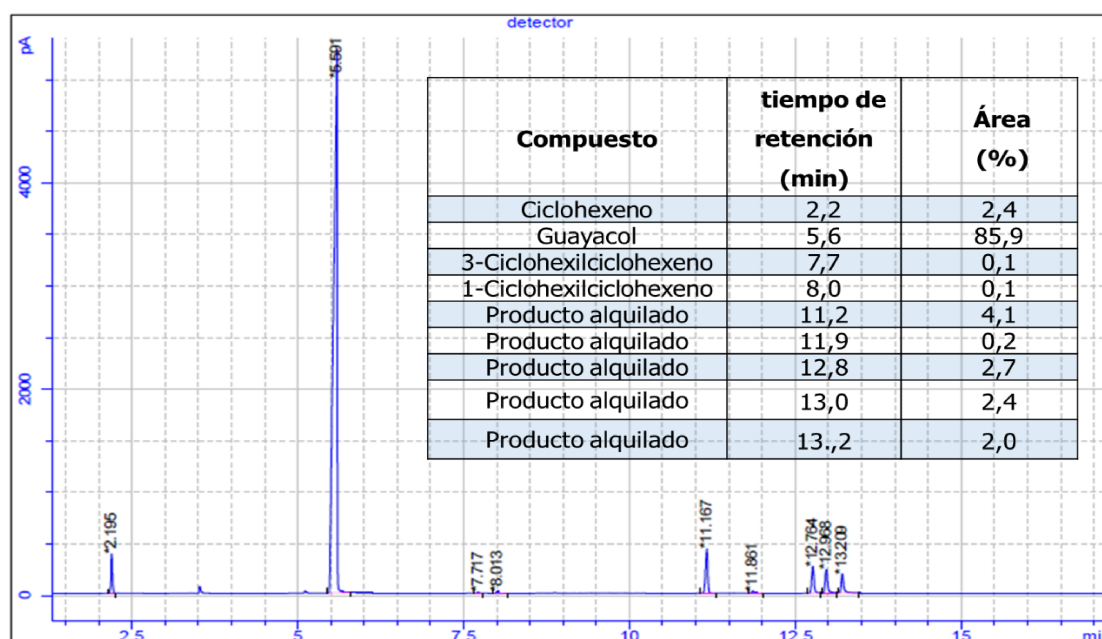 detector
pA
4000
2000
0
*2.195
*5.591
*7.717
*8.013
*11.167
*11.861
*12.764
*12.968
*13.209
2.5
5
7.5
10
12.5
15
Compuesto
tiempo de
retención
(min)
Área
(%)
Ciclohexeno 2,2 2,4
Guayacol 5,6 85,9
3-Ciclohexilciclohexeno 7,7 0,1
1-Ciclohexilciclohexeno 8,0 0,1
Producto alquilado 11,2 4,1
Producto alquilado 11,9 0,2
Producto alquilado 12,8 2,7
Producto alquilado 13,0 2,4
Producto alquilado 13.,2 2,0